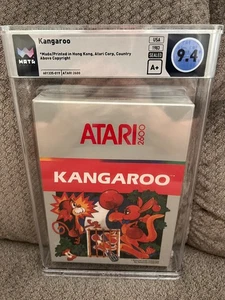 Kangaroo
*Made/Printed in Hong Kong, Atari Corp, Country
Above Copyright
USA
1982
SEALED
9.4
A+
WATA
ATARI 2600
ATARI
2600
KANGAROO™